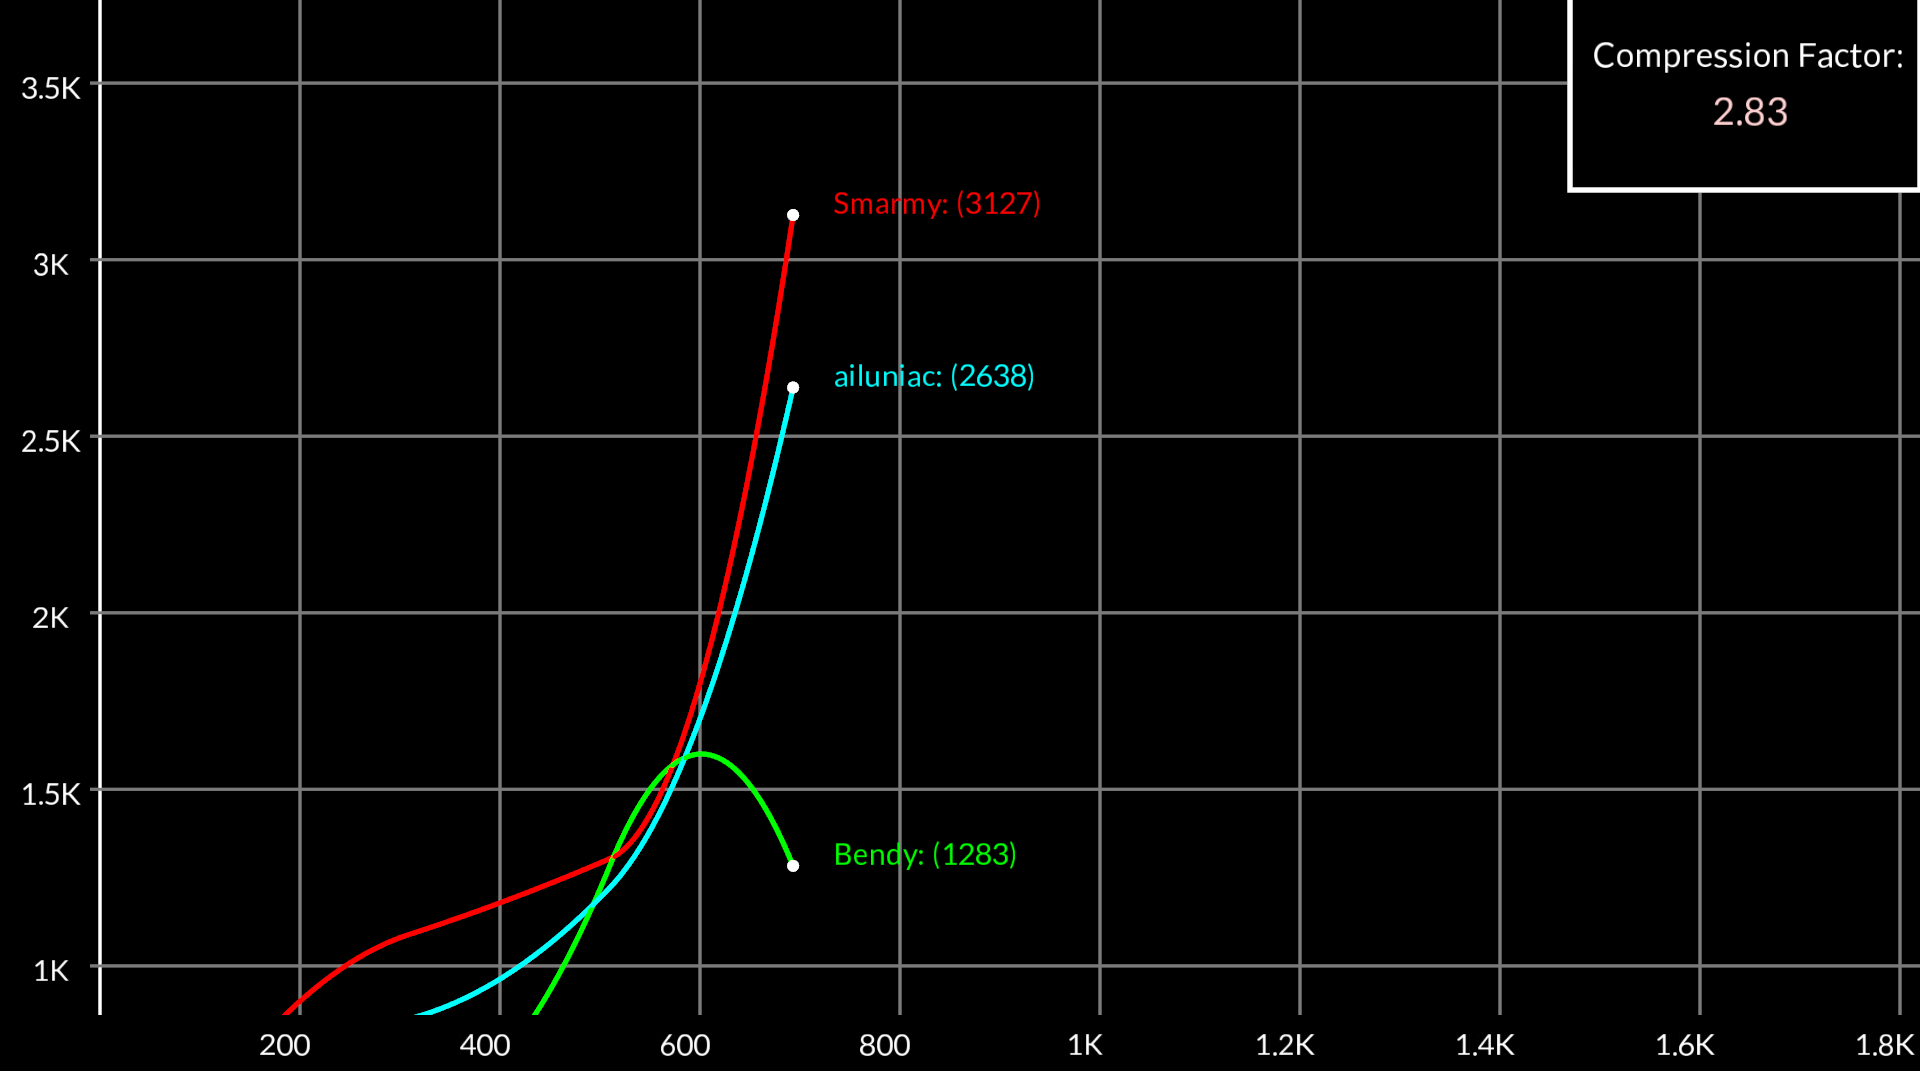 Compression Factor:
2.83
3.5K
Smarmy: (3127)
3K
ailuniac: (2638)
2.5K
2K
1.5K
Bendy: (1283)
1K
200 400 600 800 1K 1.2K 1.4K 1.6K 1.8K